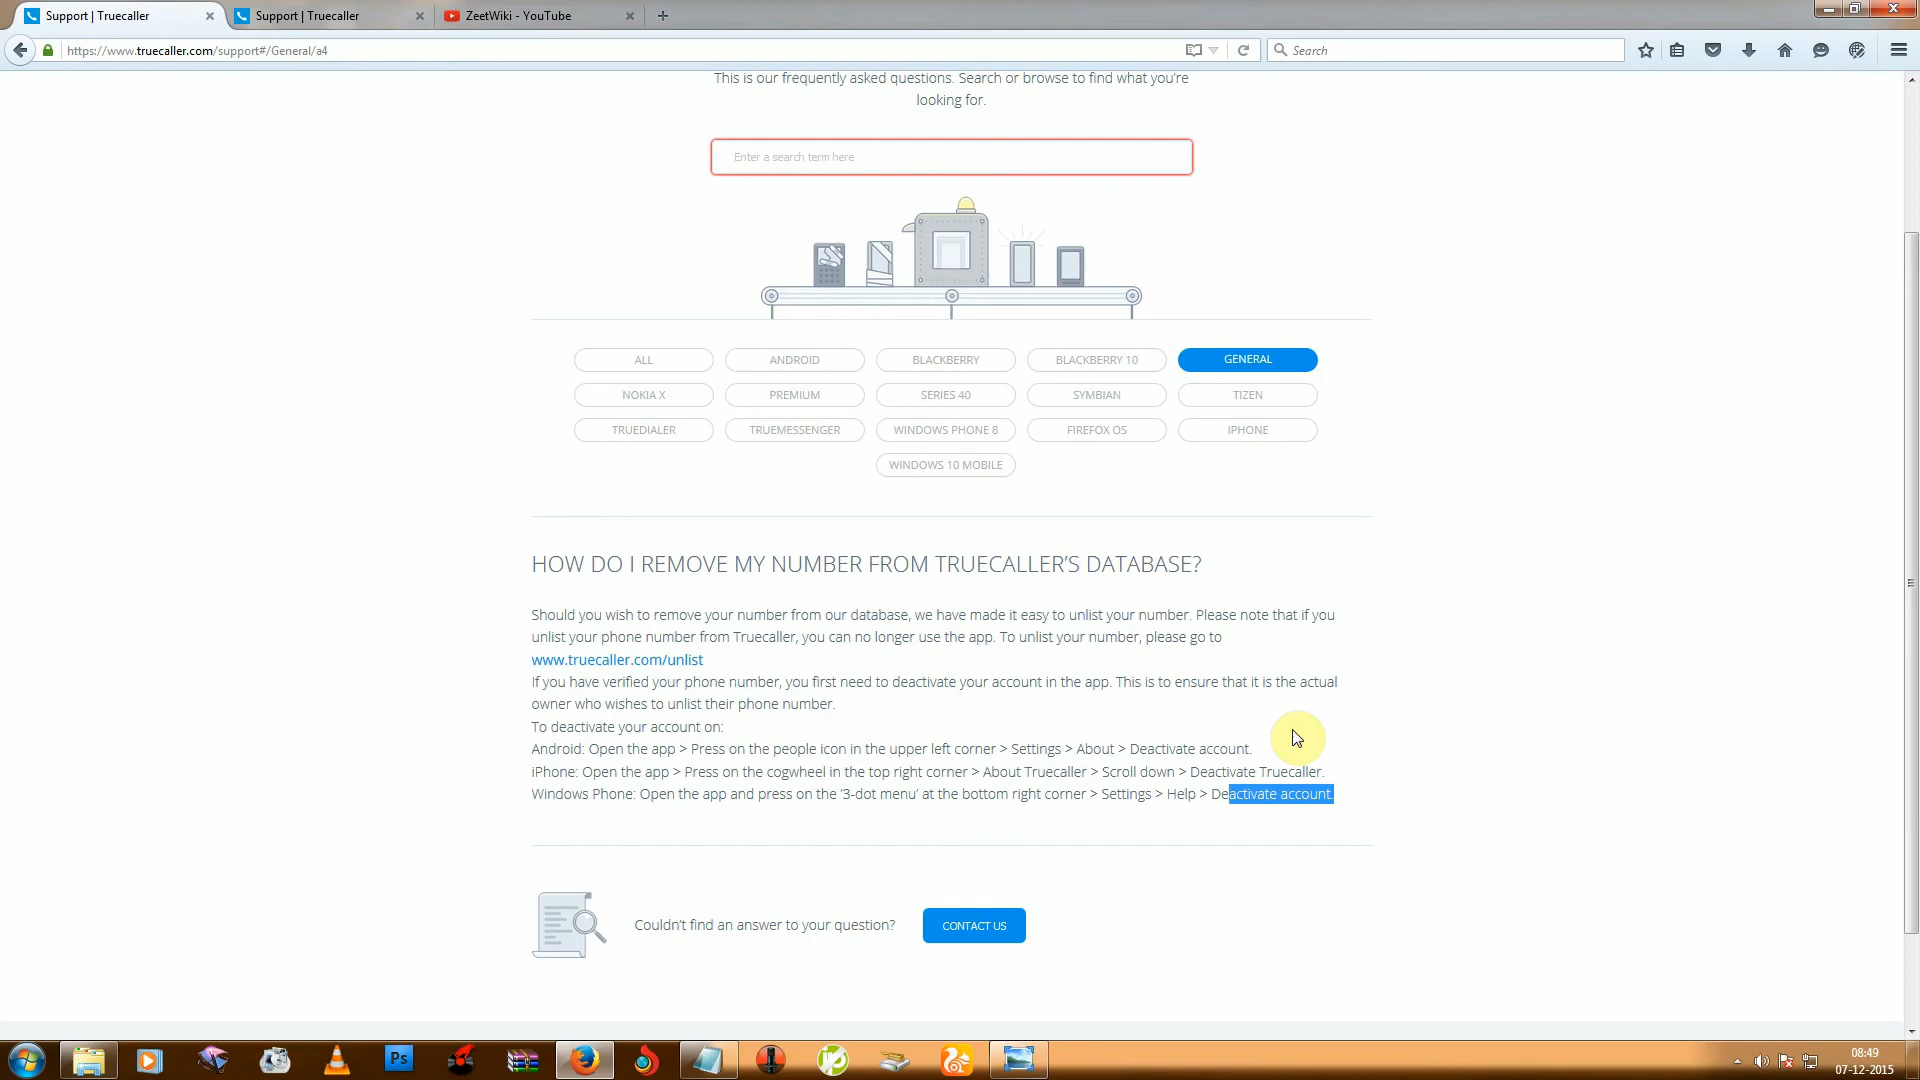 Support | Truecaller
Support | Truecaller
ZeetWiki - YouTube
https://www.truecaller.com/support#/General/a4
Search
This is our frequently asked questions. Search or browse to find what you're
looking for.
Enter a search term here
ALL
ANDROID
BLACKBERRY
BLACKBERRY 10
GENERAL
NOKIA X
PREMIUM
SERIES 40
SYMBIAN
TIZEN
TRUEDIALER
TRUEMESSENGER
WINDOWS PHONE 8
FIREFOX OS
IPHONE
WINDOWS 10 MOBILE
HOW DO I REMOVE MY NUMBER FROM TRUECALLER'S DATABASE?
Should you wish to remove your number from our database, we have made it easy to unlist your number. Please note that if you
unlist your phone number from Truecaller, you can no longer use the app. To unlist your number, please go to
www.truecaller.com/unlist
If you have verified your phone number, you first need to deactivate your account in the app. This is to ensure that it is the actual
owner who wishes to unlist their phone number.
To deactivate your account on:
Android: Open the app > Press on the people icon in the upper left corner > Settings > About > Deactivate account.
iPhone: Open the app > Press on the cogwheel in the top right corner > About Truecaller > Scroll down > Deactivate Truecaller.
Windows Phone: Open the app and press on the '3-dot menu' at the bottom right corner > Settings > Help > Deactivate account.
Couldn't find an answer to your question?
CONTACT US
Ps
08:49
07-12-2015